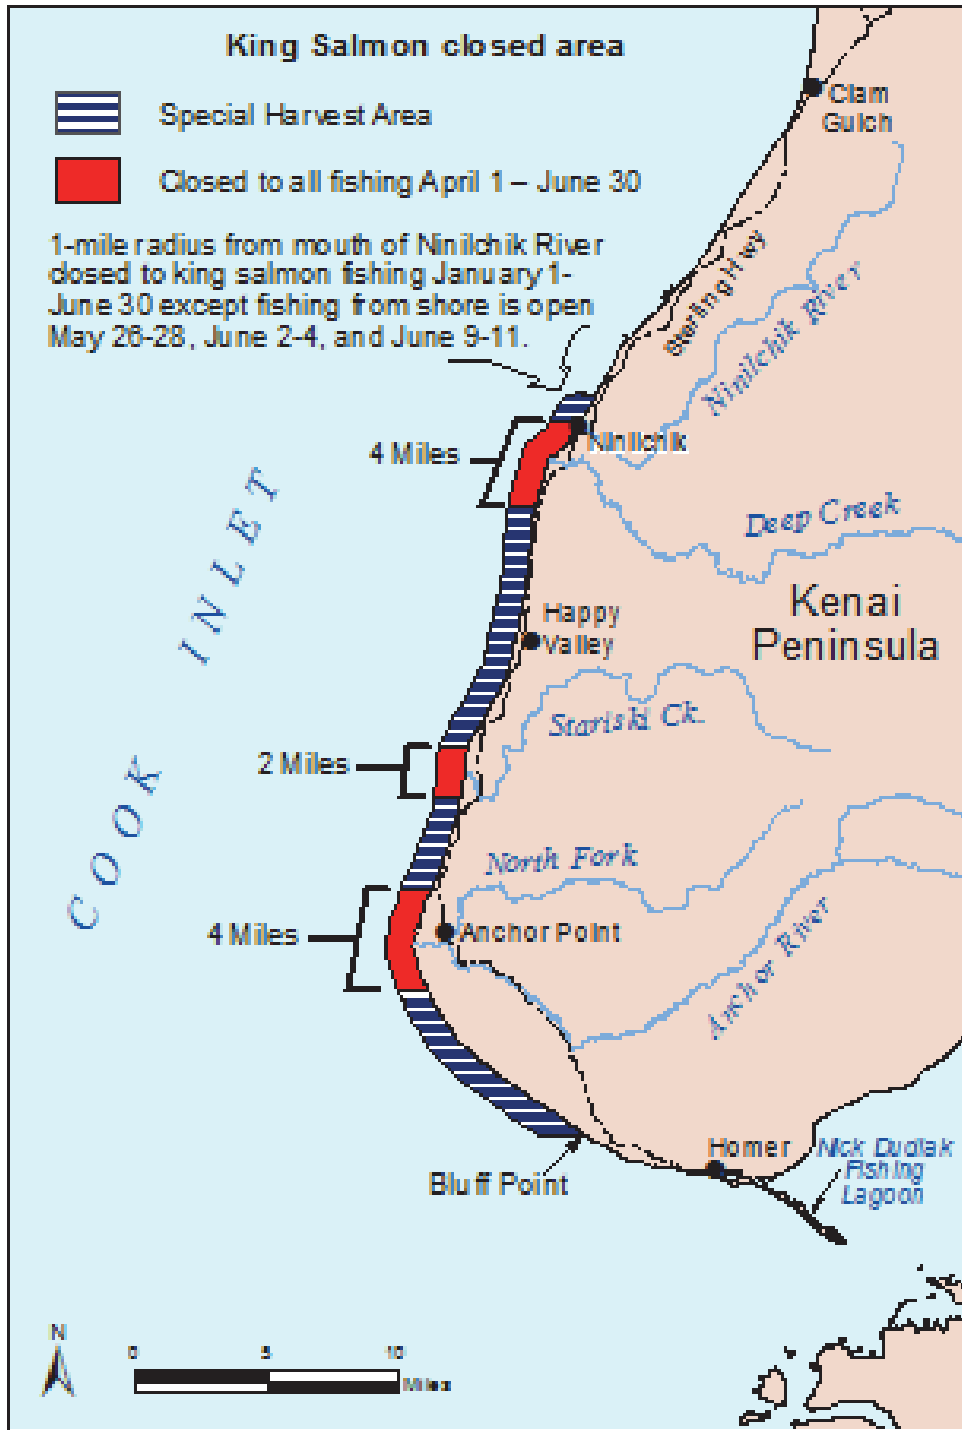 King Salmon closed area
Special Harvest Area
Closed to all fishing April 1 – June 30
1-mile radius from mouth of Ninilchik River
closed to king salmon fishing January 1-
June 30 except fishing from shore is open
May 26-28, June 2-4, and June 9-11.
Clam
Gulch
Sterling Hwy
Ninilchik River
4 Miles
Ninilchik
Deep Creek
COOK INLET
Kenai
Peninsula
Happy
Valley
Stariski Ck.
2 Miles
North Fork
4 Miles
Anchor Point
Anchor River
Bluff Point
Homer
Nick Dudiak
Fishing
Lagoon
N
0 5 10
Miles